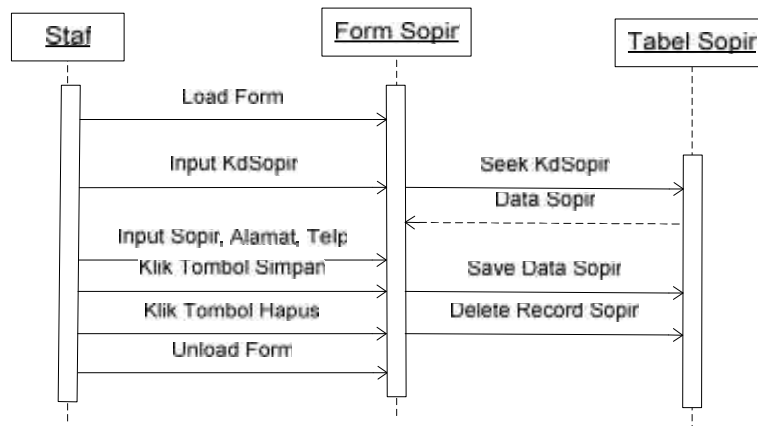 Staf
Form Sopir
Tabel Sopir
Load Form
Input KdSopir
Seek KdSopir
Data Sopir
Input Sopir, Alamat, Telp
Klik Tombol Simpan
Save Data Sopir
Klik Tombol Hapus
Delete Record Sopir
Unload Form